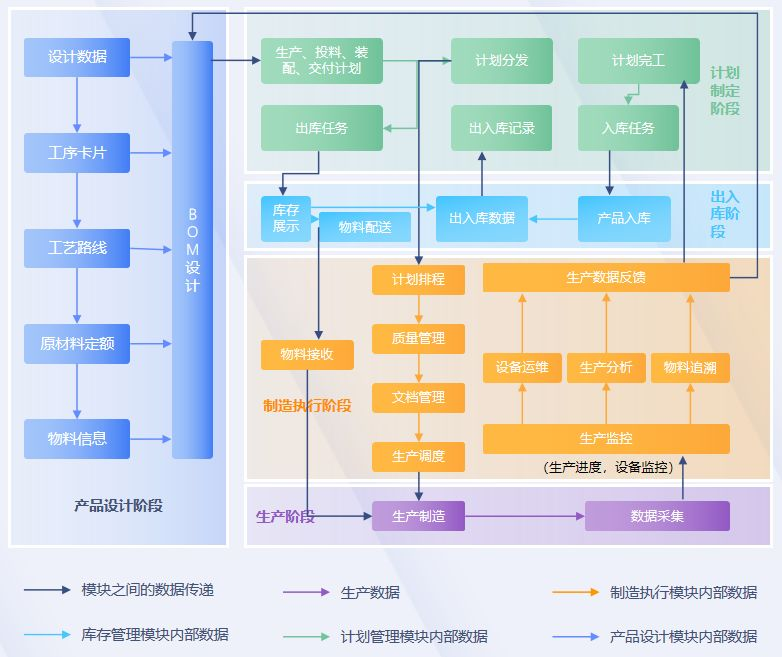 设计数据
工序卡片
工艺路线
原材料定额
物料信息
BOM设计
产品设计阶段
生产、投料、装
配、交付计划
计划分发
计划完工
计划
制定
阶段
出库任务
出入库记录
入库任务
库存
展示
物料配送
出入库数据
产品入库
出入
库阶
段
计划排程
生产数据反馈
质量管理
物料接收
设备运维
生产分析
物料追溯
文档管理
制造执行阶段
生产监控
生产调度
(生产进度，设备监控)
生产阶段
生产制造
数据采集
模块之间的数据传递
生产数据
制造执行模块内部数据
库存管理模块内部数据
计划管理模块内部数据
产品设计模块内部数据